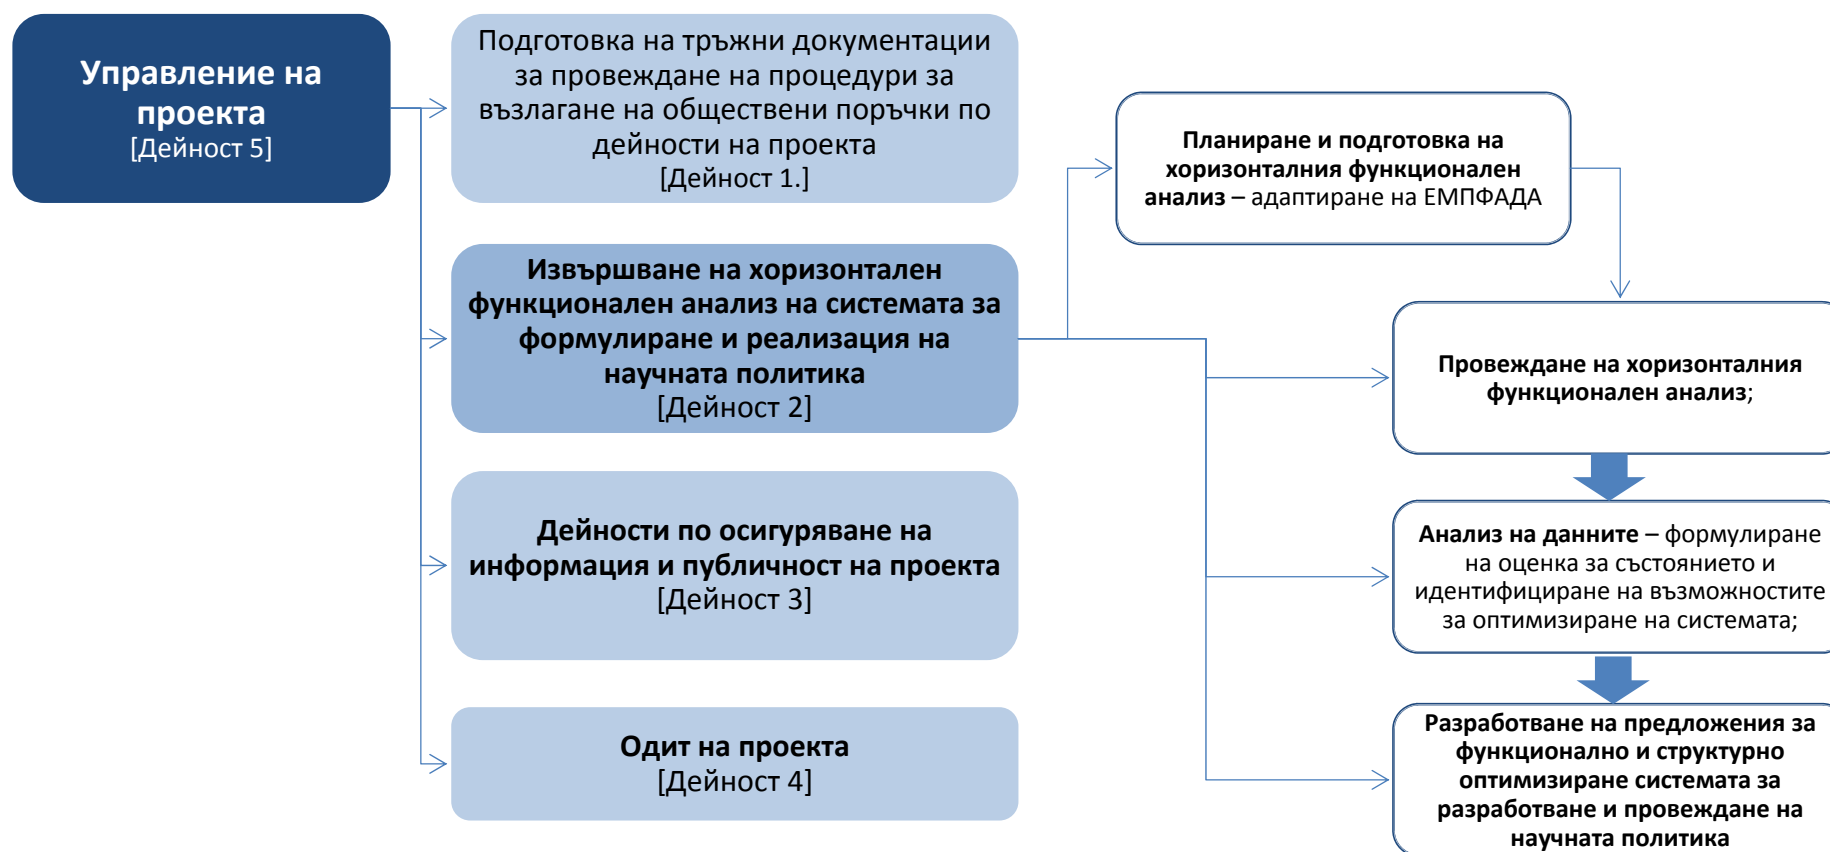 Управление на
проекта
[Дейност 5]
Подготовка на тръжни документации
за провеждане на процедури за
възлагане на обществени поръчки по
дейности на проекта
[Дейност 1.]
Извършване на хоризонтален
функционален анализ на системата за
формулиране и реализация на
научната политика
[Дейност 2]
Дейности по осигуряване на
информация и публичност на проекта
[Дейност 3]
Одит на проекта
[Дейност 4]
Планиране и подготовка на
хоризонталния функционален
анализ – адаптиране на ЕМПФАДА
Провеждане на хоризонталния
функционален анализ;
Анализ на данните – формулиране
на оценка за състоянието и
идентифициране на възможностите
за оптимизиране на системата;
Разработване на предложения за
функционално и структурно
оптимизиране системата за
разработване и провеждане на
научната политика